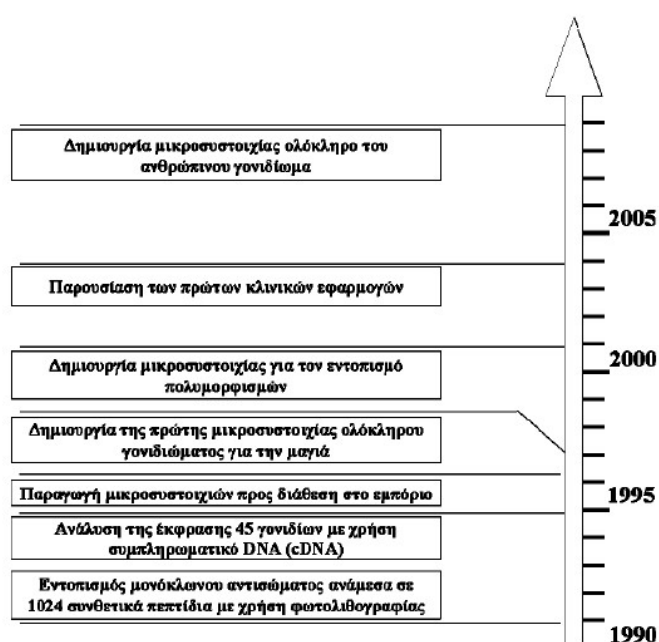 Δημιουργία μικροσυστοιχίας ολόκληρο του
ανθρώπινου γονιδίωμα
2005
Παρουσίαση των πρώτων κλινικών εφαρμογών
Δημιουργία μικροσυστοιχίας για τον εντοπισμό
πολυμορφισμών
2000
Δημιουργία της πρώτης μικροσυστοιχίας ολόκληρου
γονιδιώματος για την μαγιά
Παραγωγή μικροσυστοιχιών προς διάθεση στο εμπόριο
1995
Ανάλυση της έκφρασης 45 γονιδίων με χρήση
συμπληρωματικό DNA (cDNA)
Εντοπισμός μονόκλωνου αντισώματος ανάμεσα σε
1024 συνθετικά πεπτίδια με χρήση φωτολιθογραφίας
1990